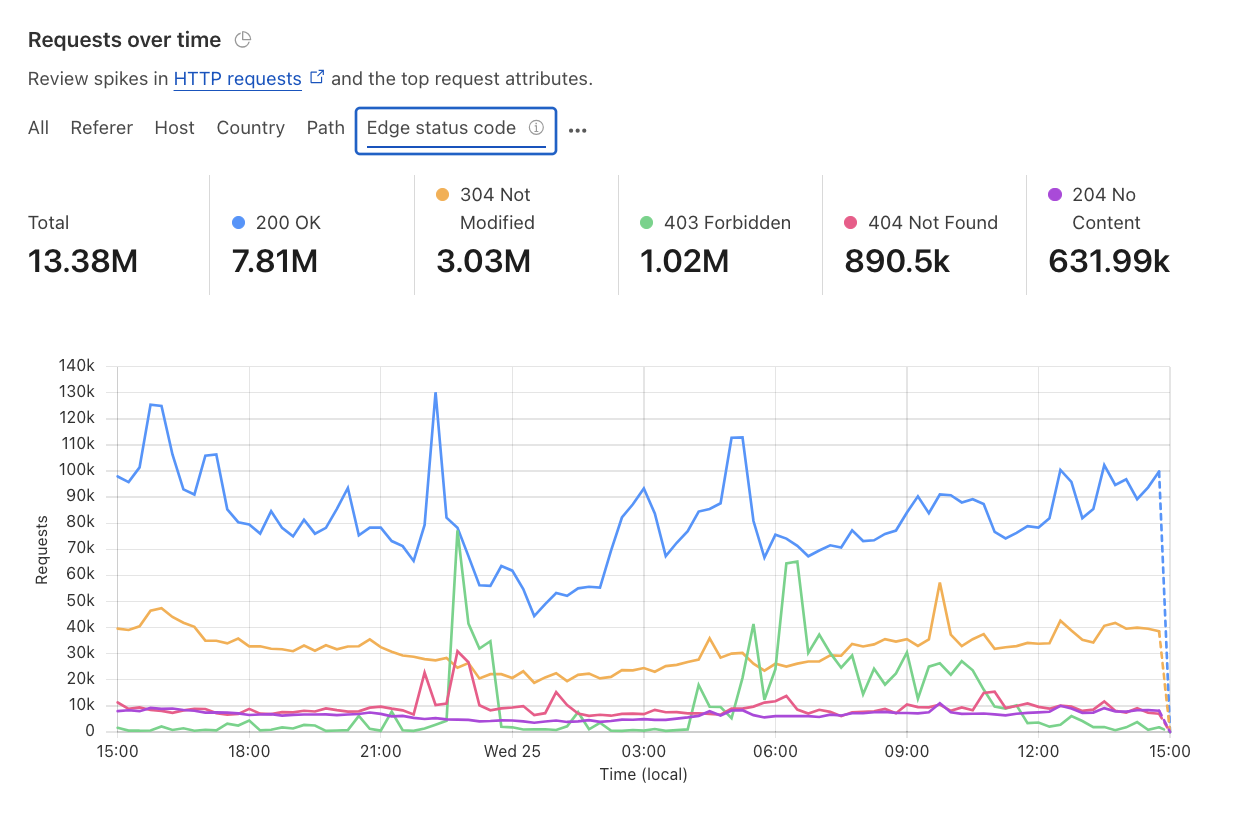 Requests over time
Review spikes in HTTP requests and the top request attributes.
All Referer Host Country Path Edge status code ...
Total
13.38M
200 OK
7.81M
304 Not
Modified
3.03M
403 Forbidden
1.02M
404 Not Found
890.5k
204 No
Content
631.99k
140k
130k
120k
110k
100k
90k
80k
70k
60k
50k
40k
30k
20k
10k
0
Requests
15:00 18:00 21:00 Wed 25 03:00 06:00 09:00 12:00 15:00
Time (local)